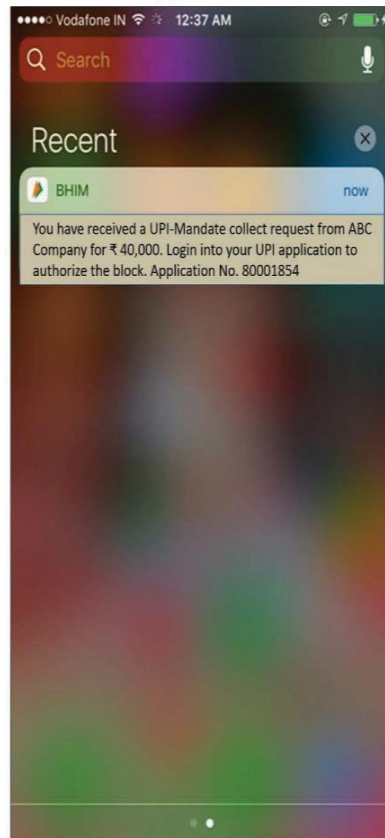 Vodafone IN 12:37 AM
Search
Recent
BHIM now
You have received a UPI-Mandate collect request from ABC
Company for ₹ 40,000. Login into your UPI application to
authorize the block. Application No. 80001854